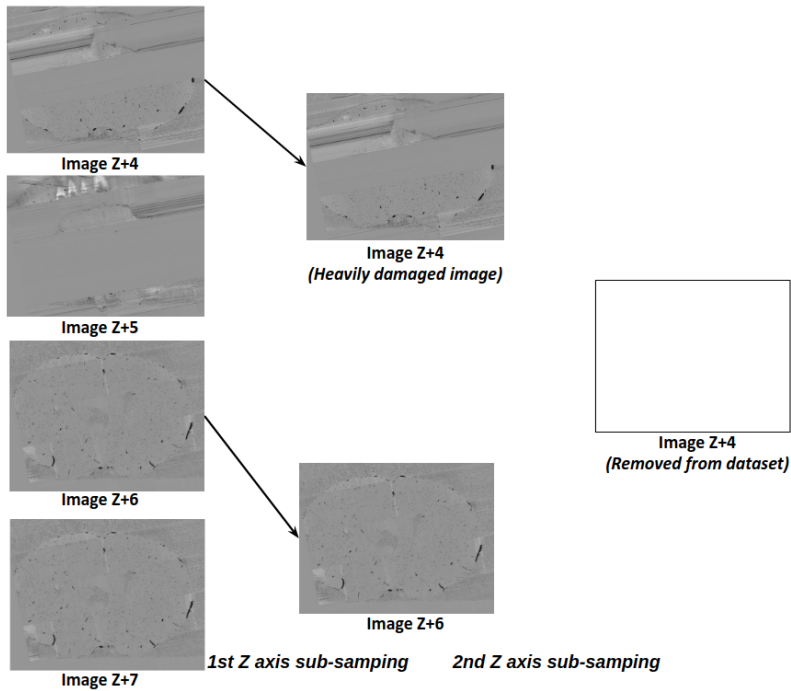 Image Z+4
Image Z+5
Image Z+6
Image Z+7
Image Z+4
(Heavily damaged image)
Image Z+6
Image Z+4
(Removed from dataset)
1st Z axis sub-samping
2nd Z axis sub-samping